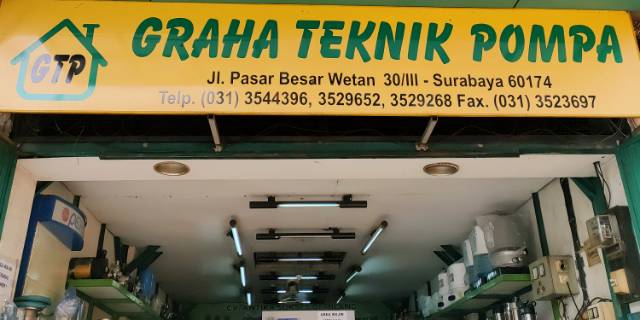 GTP
GRAHA TEKNIK POMPA
Jl. Pasar Besar Wetan 30/III - Surabaya 60174
Telp. (031) 3544396, 3529652, 3529268 Fax. (031) 3523697